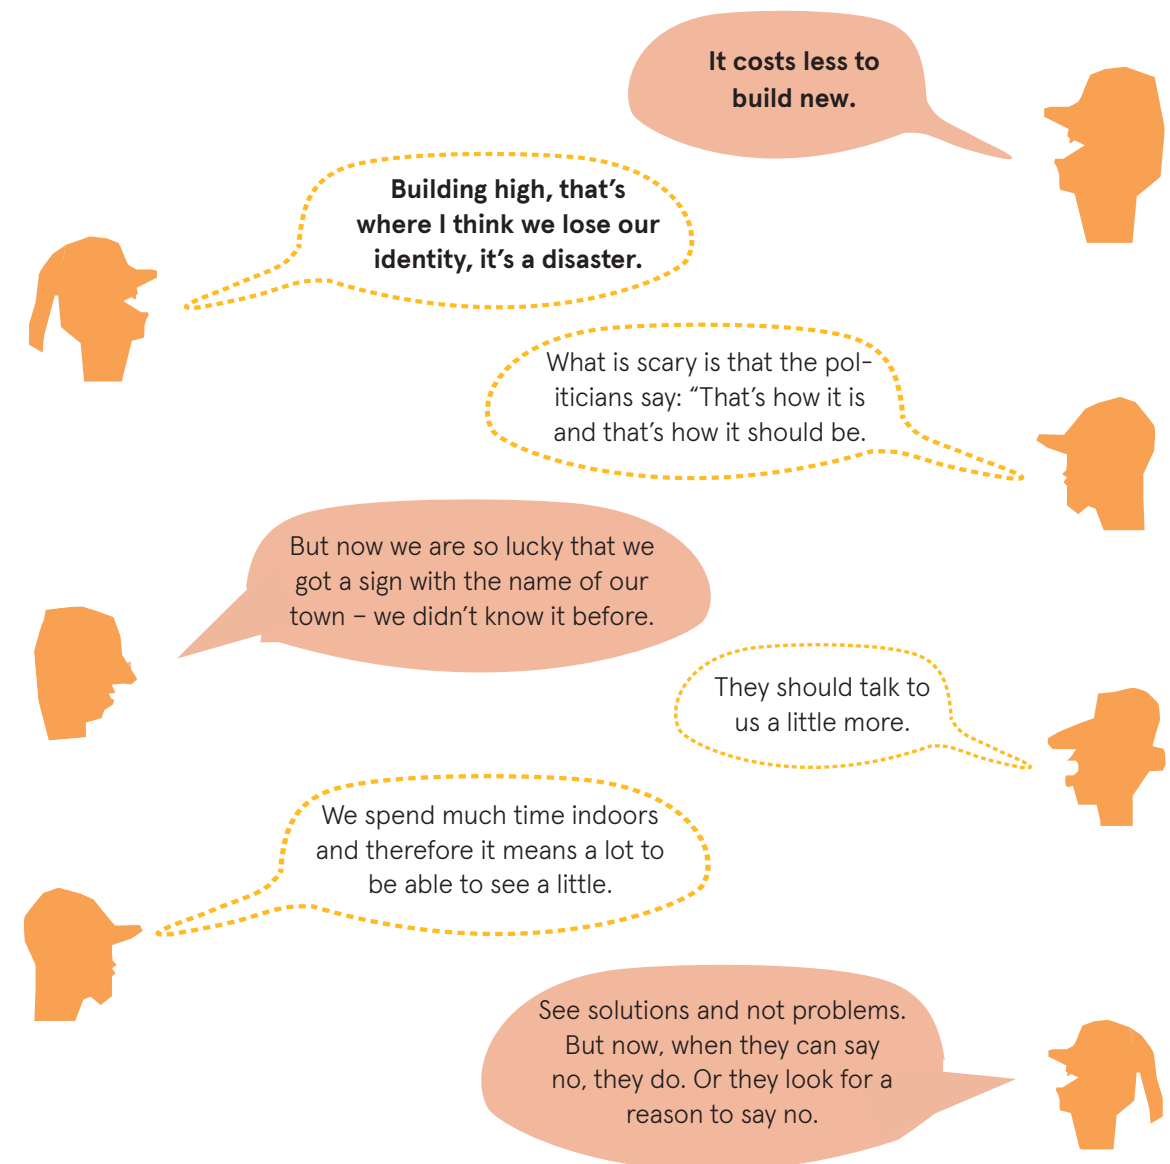 It costs less to
build new.
Building high, that’s
where I think we lose our
identity, it’s a disaster.
What is scary is that the pol-
iticians say: “That’s how it is
and that’s how it should be.
But now we are so lucky that we
got a sign with the name of our
town – we didn’t know it before.
They should talk to
us a little more.
We spend much time indoors
and therefore it means a lot to
be able to see a little.
See solutions and not problems.
But now, when they can say
no, they do. Or they look for a
reason to say no.